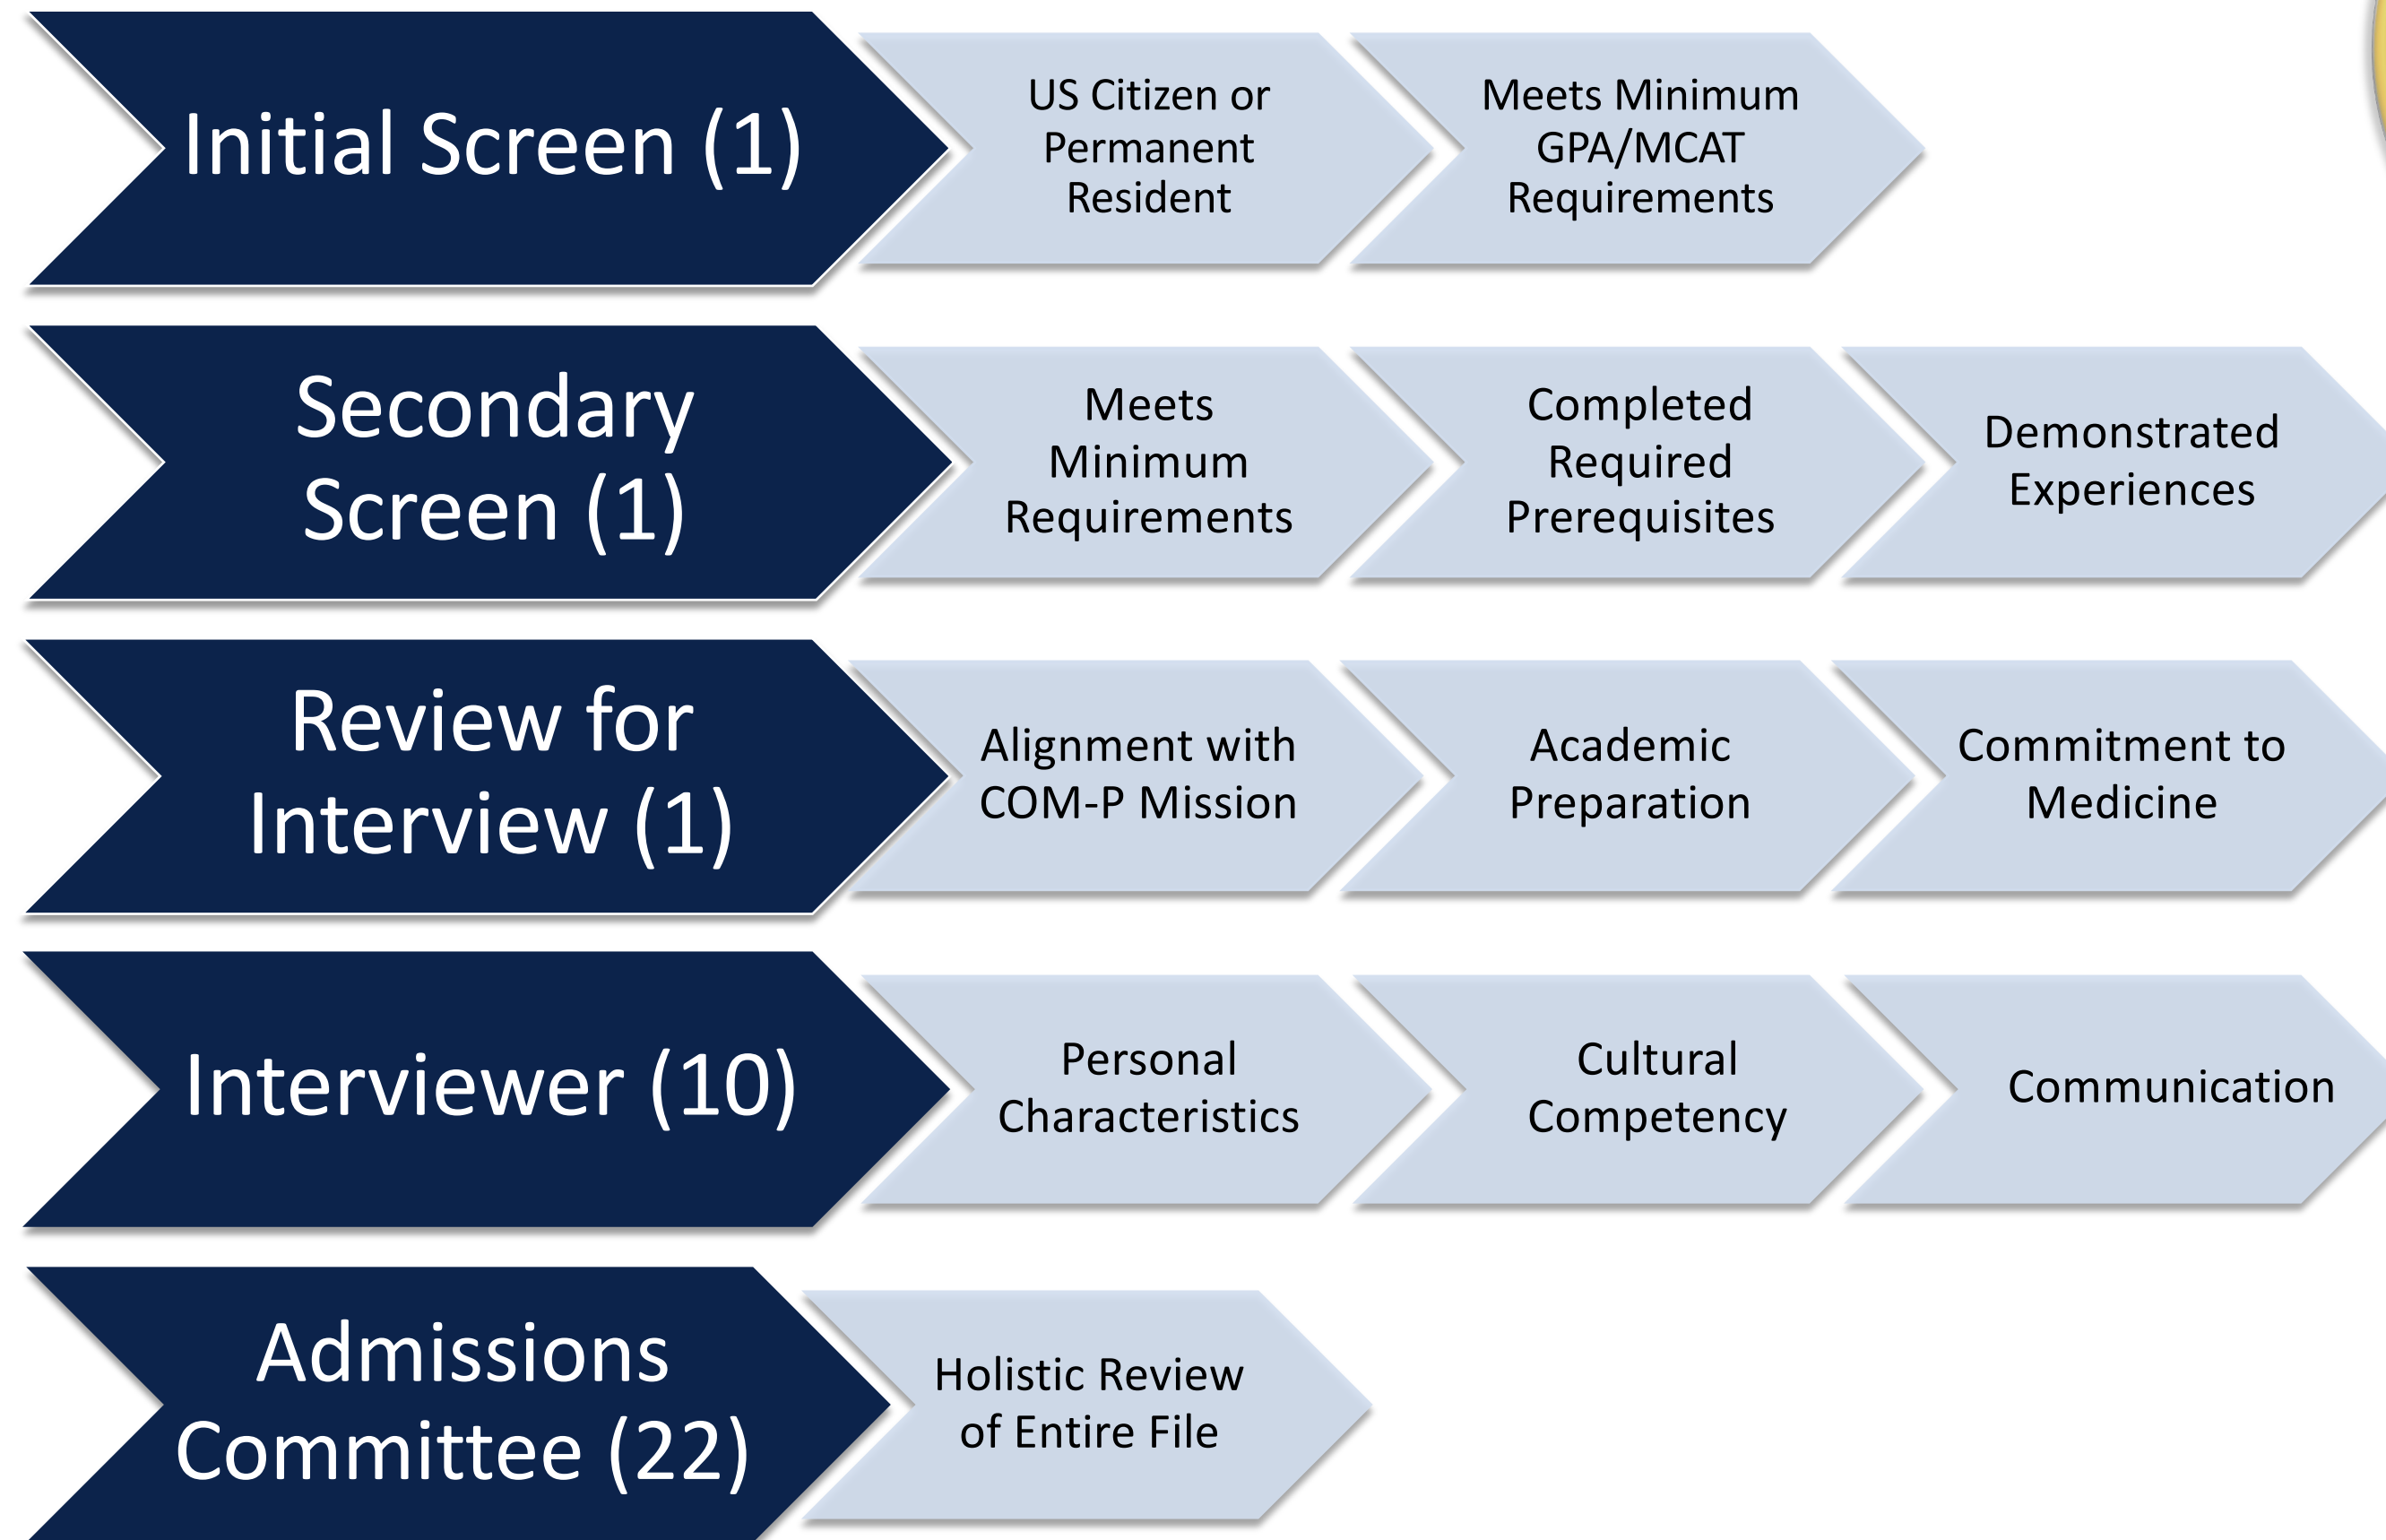 Initial Screen (1)
US Citizen or
Permanent
Resident
Meets Minimum
GPA/MCAT
Requirements
Secondary
Screen (1)
Meets
Minimum
Requirements
Completed
Required
Prerequisites
Demonstrated
Experiences
Review for
Interview (1)
Alignment with
COM-P Mission
Academic
Preparation
Commitment to
Medicine
Interviewer (10)
Personal
Characteristics
Cultural
Competency
Communication
Admissions
Committee (22)
Holistic Review
of Entire File